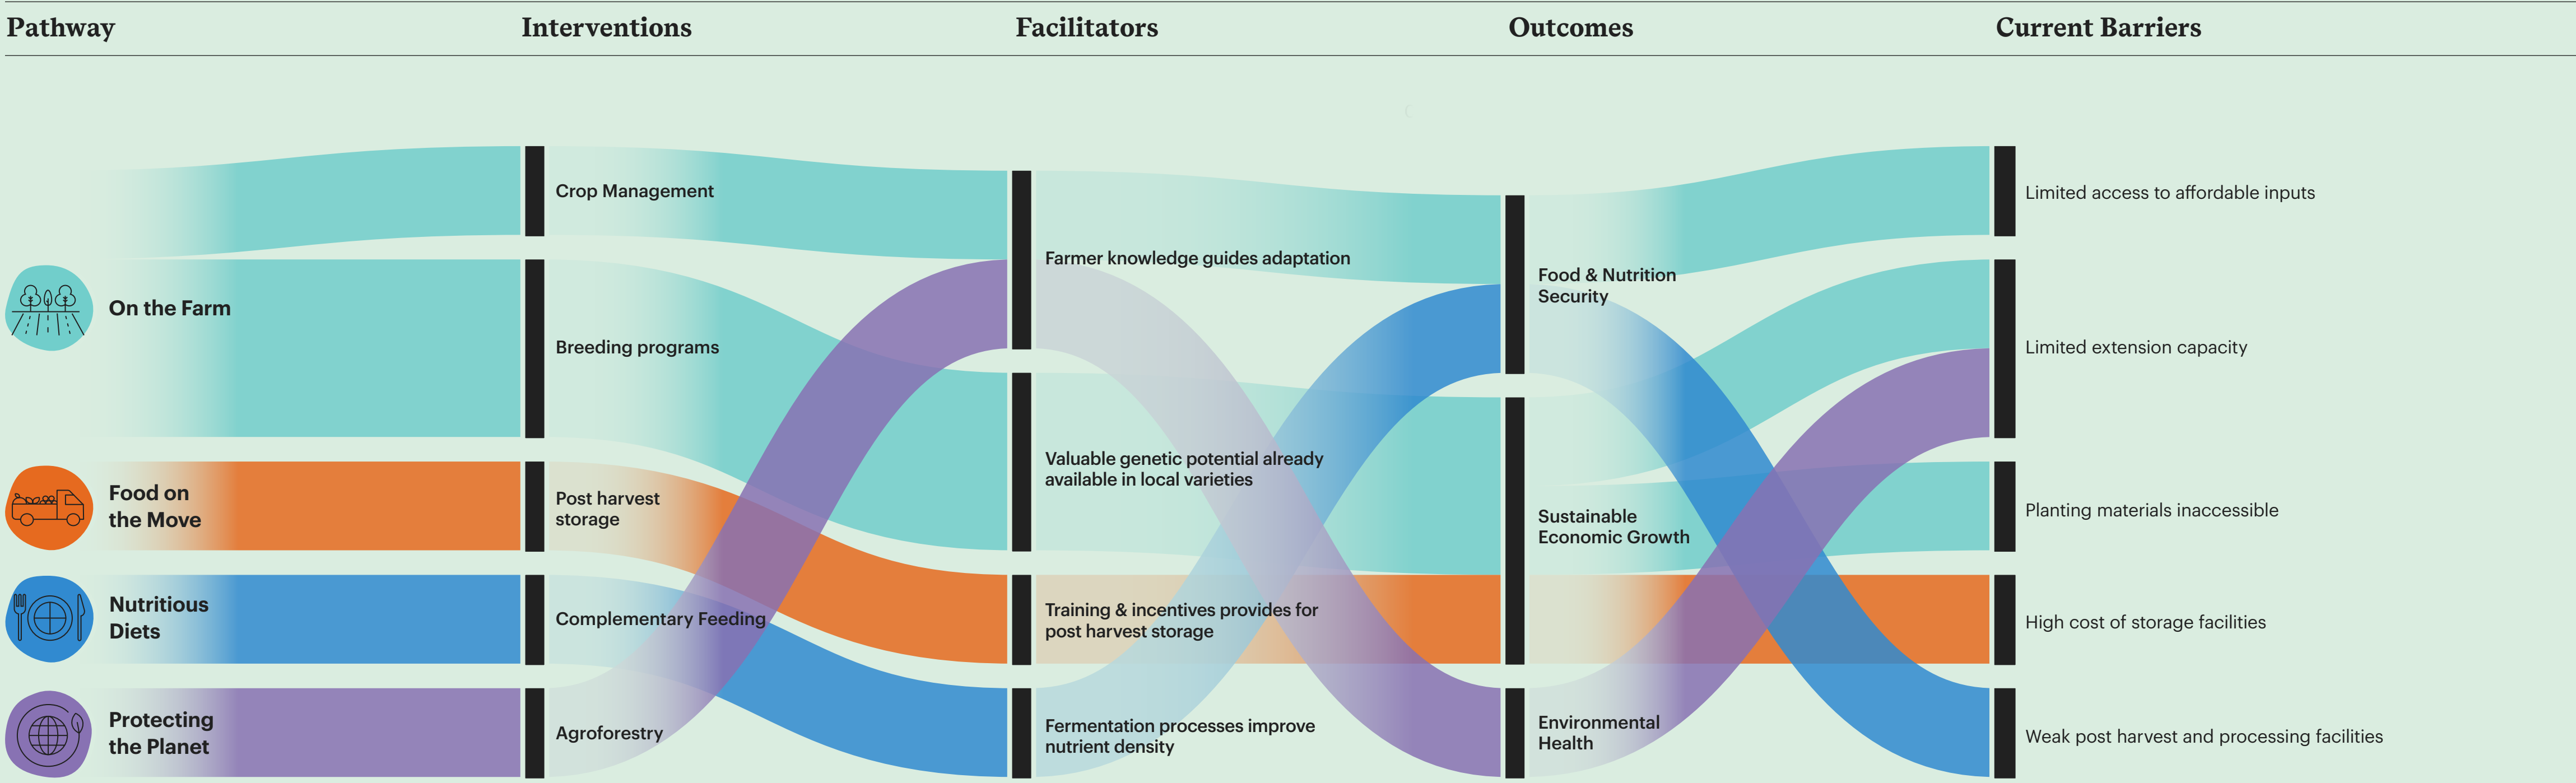 Pathway
Interventions
Facilitators
Outcomes
Current Barriers
On the Farm
Food on
the Move
Nutritious
Diets
Protecting
the Planet
Crop Management
Breeding programs
Post harvest
storage
Complementary Feeding
Agroforestry
Farmer knowledge guides adaptation
Valuable genetic potential already
available in local varieties
Training & incentives provides for
post harvest storage
Fermentation processes improve
nutrient density
Food & Nutrition
Security
Sustainable
Economic Growth
Environmental
Health
Limited access to affordable inputs
Limited extension capacity
Planting materials inaccessible
High cost of storage facilities
Weak post harvest and processing facilities